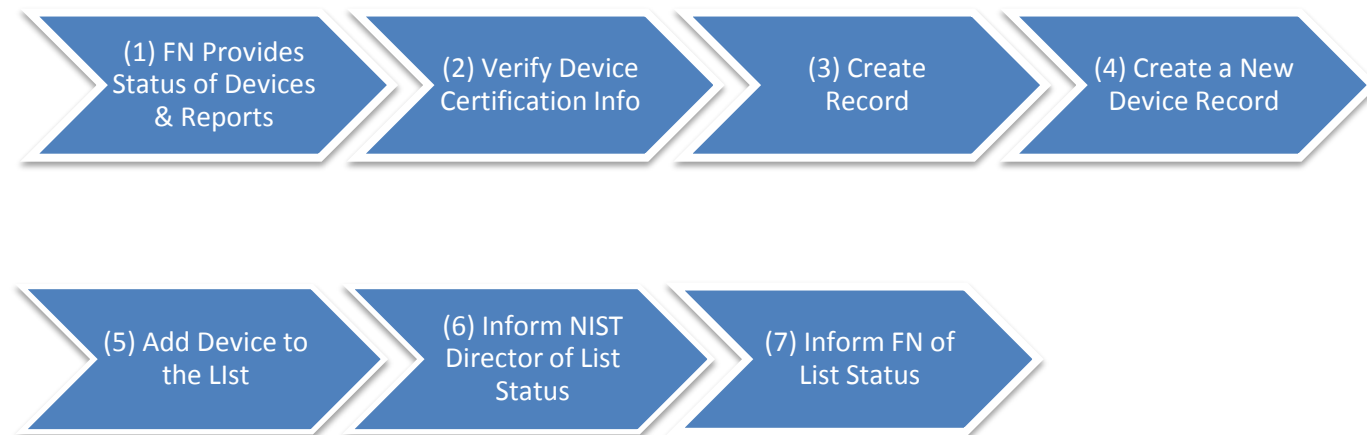 (1) FN Provides
Status of Devices
& Reports
(2) Verify Device
Certification Info
(3) Create
Record
(4) Create a New
Device Record
(5) Add Device to
the LIst
(6) Inform NIST
Director of List
Status
(7) Inform FN of
List Status